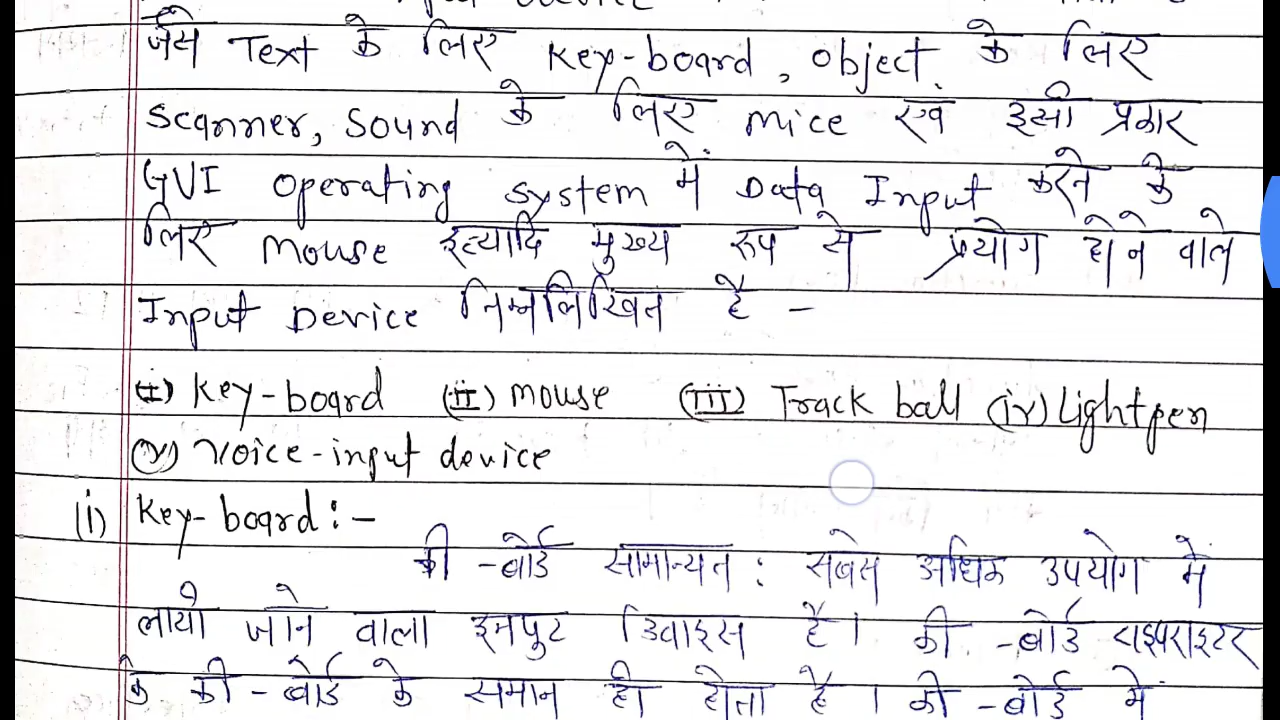 Input Device
जैसे Text के लिए Key-board, object के लिए
Scanner, Sound के लिए mice एवं इसी प्रकार
GUI Operating System में Data Input करने के
लिए Mouse इत्यादि मुख्य रूप से प्रयोग होने वाले
Input Device निम्नलिखित है –
(i) Key-board (ii) mouse (iii) Track ball (iv) Lightpen
(v) voice-input device
(i) Key-board :-
की -बोर्ड सामान्यत: सबसे अधिक उपयोग में
लायो जाने वाला इनपुट डिवाइस है। की -बोर्ड टाइपराइटर
के की - बोर्ड के समान ही होता है। की -बोर्ड में